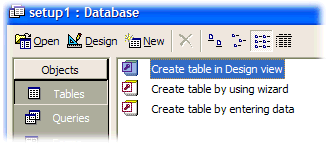 setup1 : Database
Open Design New
Objects
Tables
Queries
Create table in Design view
Create table by using wizard
Create table by entering data